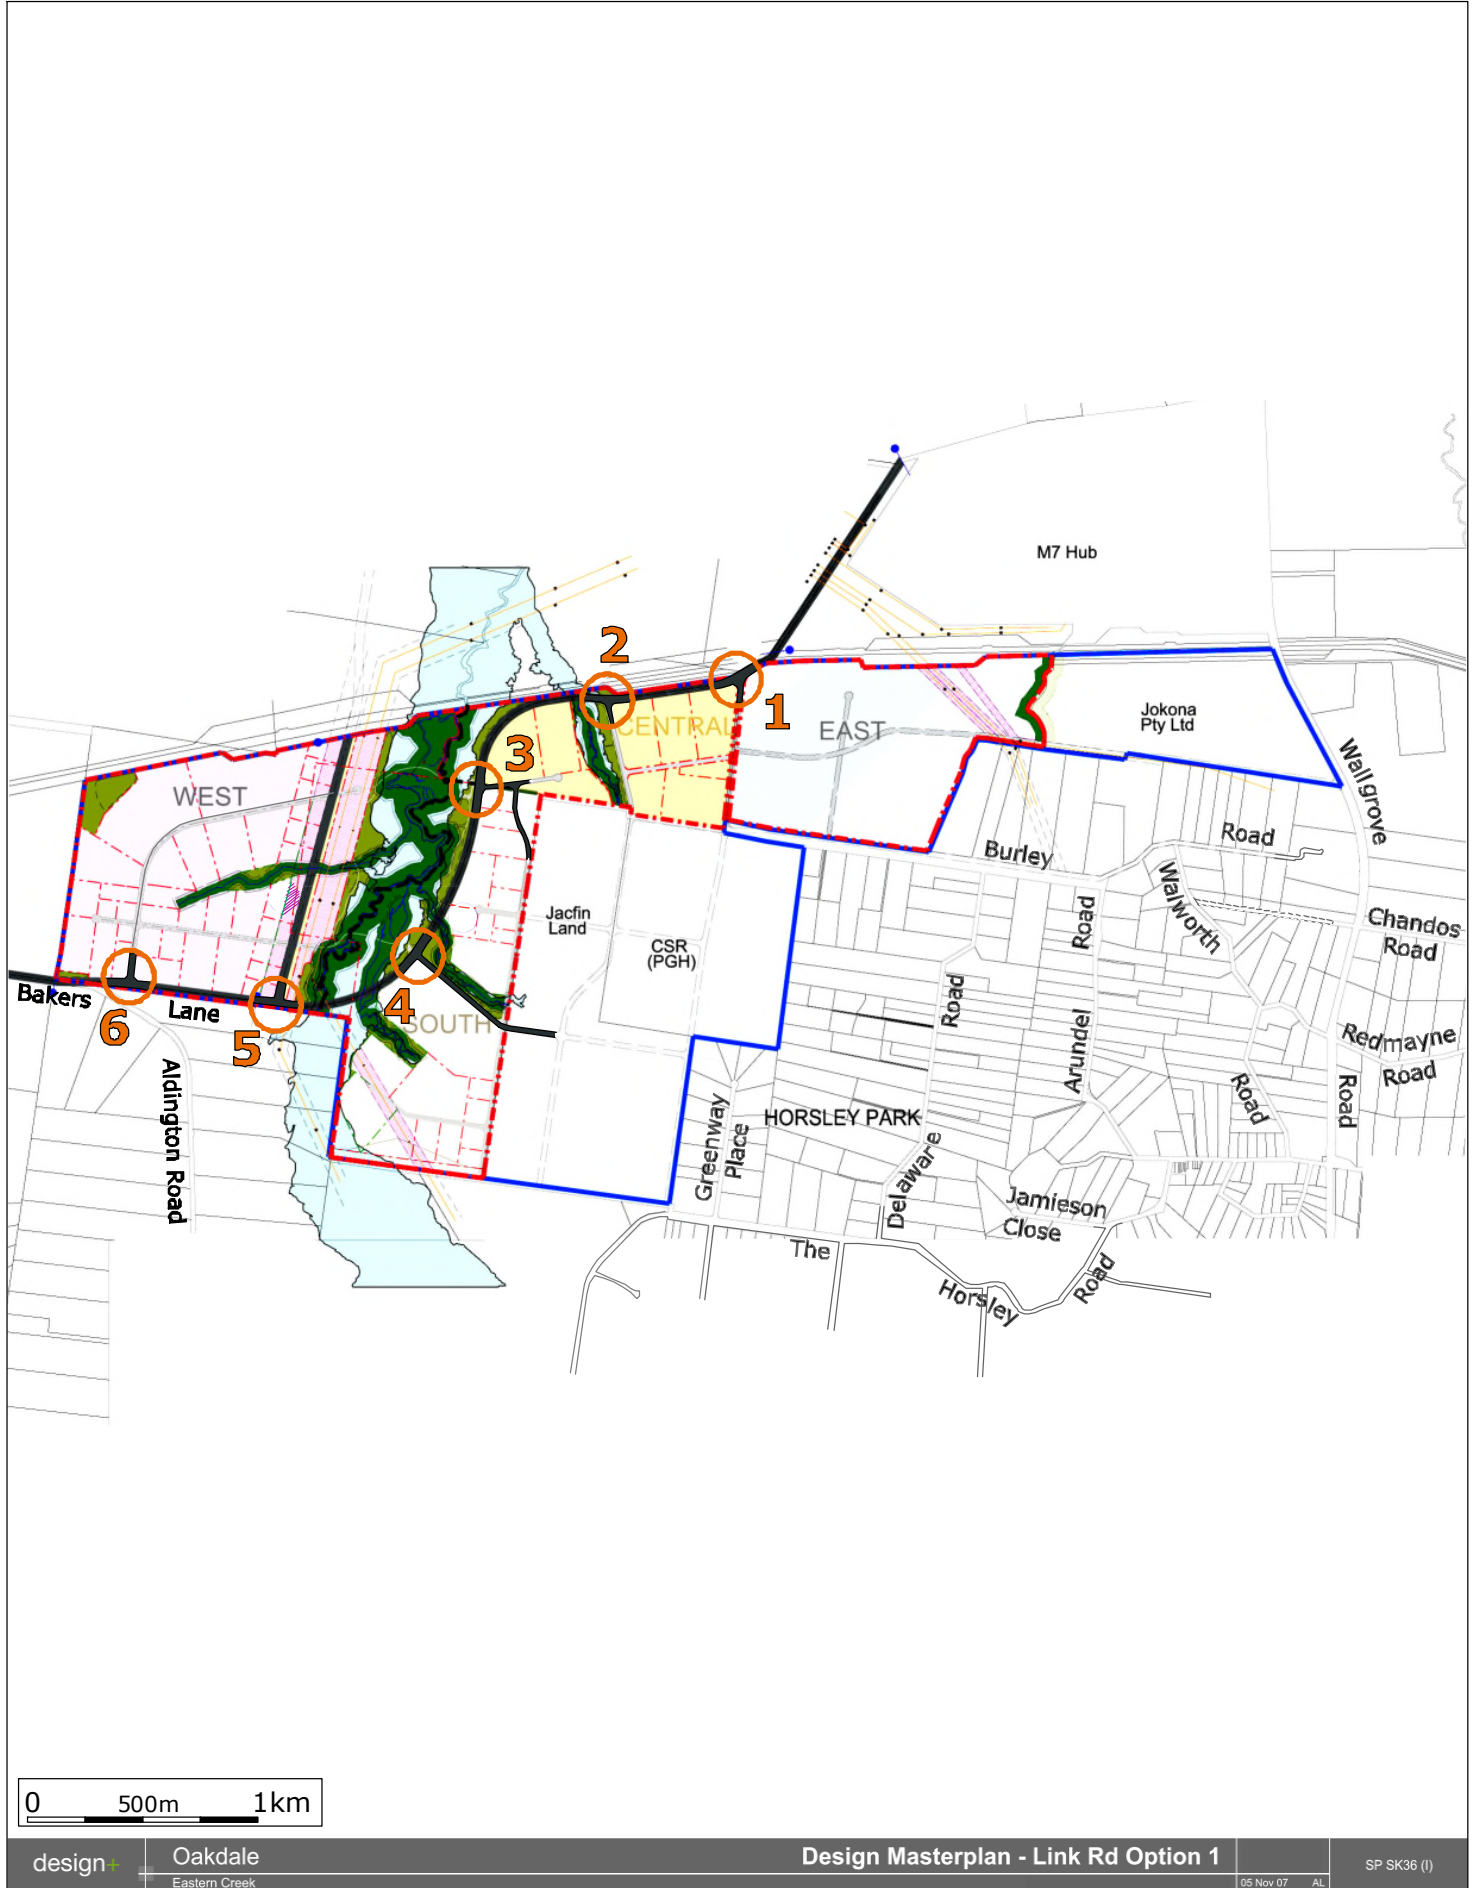 M7 Hub
2
1
CENTRAL
EAST
Jokona
Pty Ltd
3
WEST
Wallgrove
Road
Burley
Road
Walworth
Road
Chandos
Road
Jacfin
Land
CSR
(PGH)
Road
Arundel
Bakers
Lane
6
5
4
SOUTH
Redmayne
Road
Road
Road
Aldington Road
HORSLEY PARK
Greenway
Place
Delaware
Jamieson
Close
The
Horsley
Road
0 500m 1km
design+
Oakdale
Eastern Creek
Design Masterplan - Link Rd Option 1
05 Nov 07 AL
SP SK36 (I)